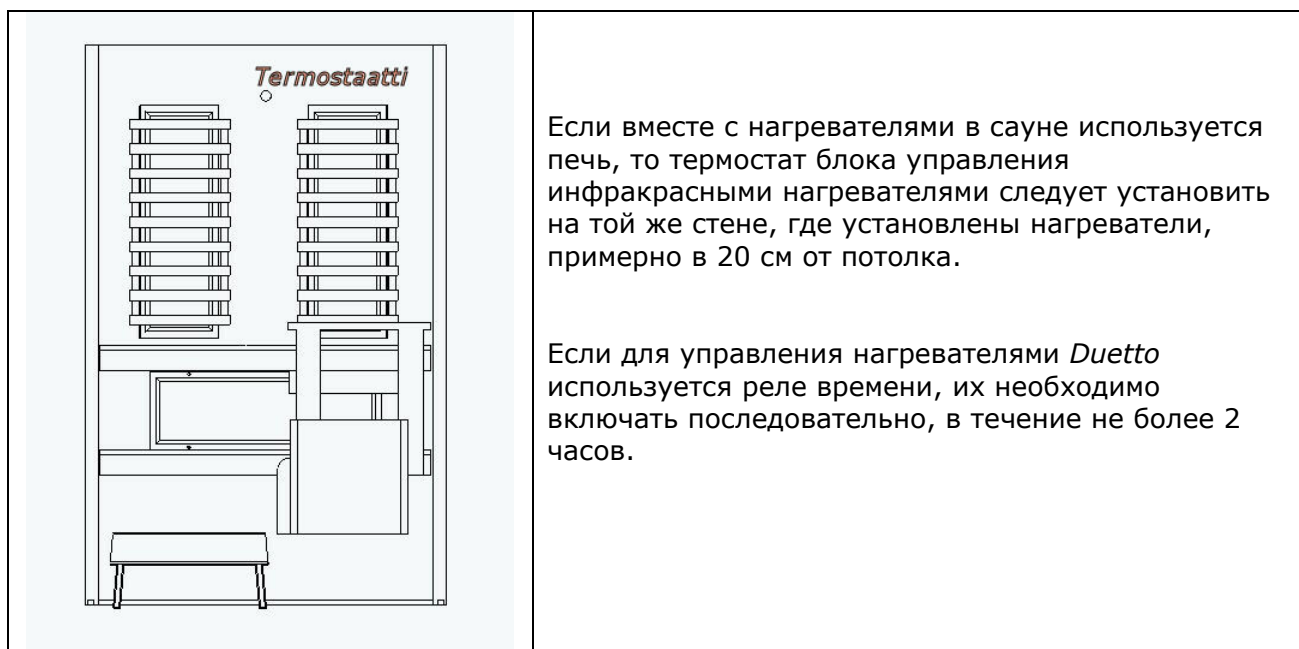 Termostaatti
Если вместе с нагревателями в сауне используется
печь, то термостат блока управления
инфракрасными нагревателями следует установить
на той же стене, где установлены нагреватели,
примерно в 20 см от потолка.
Если для управления нагревателями Duetto
используется реле времени, их необходимо
включать последовательно, в течение не более 2
часов.